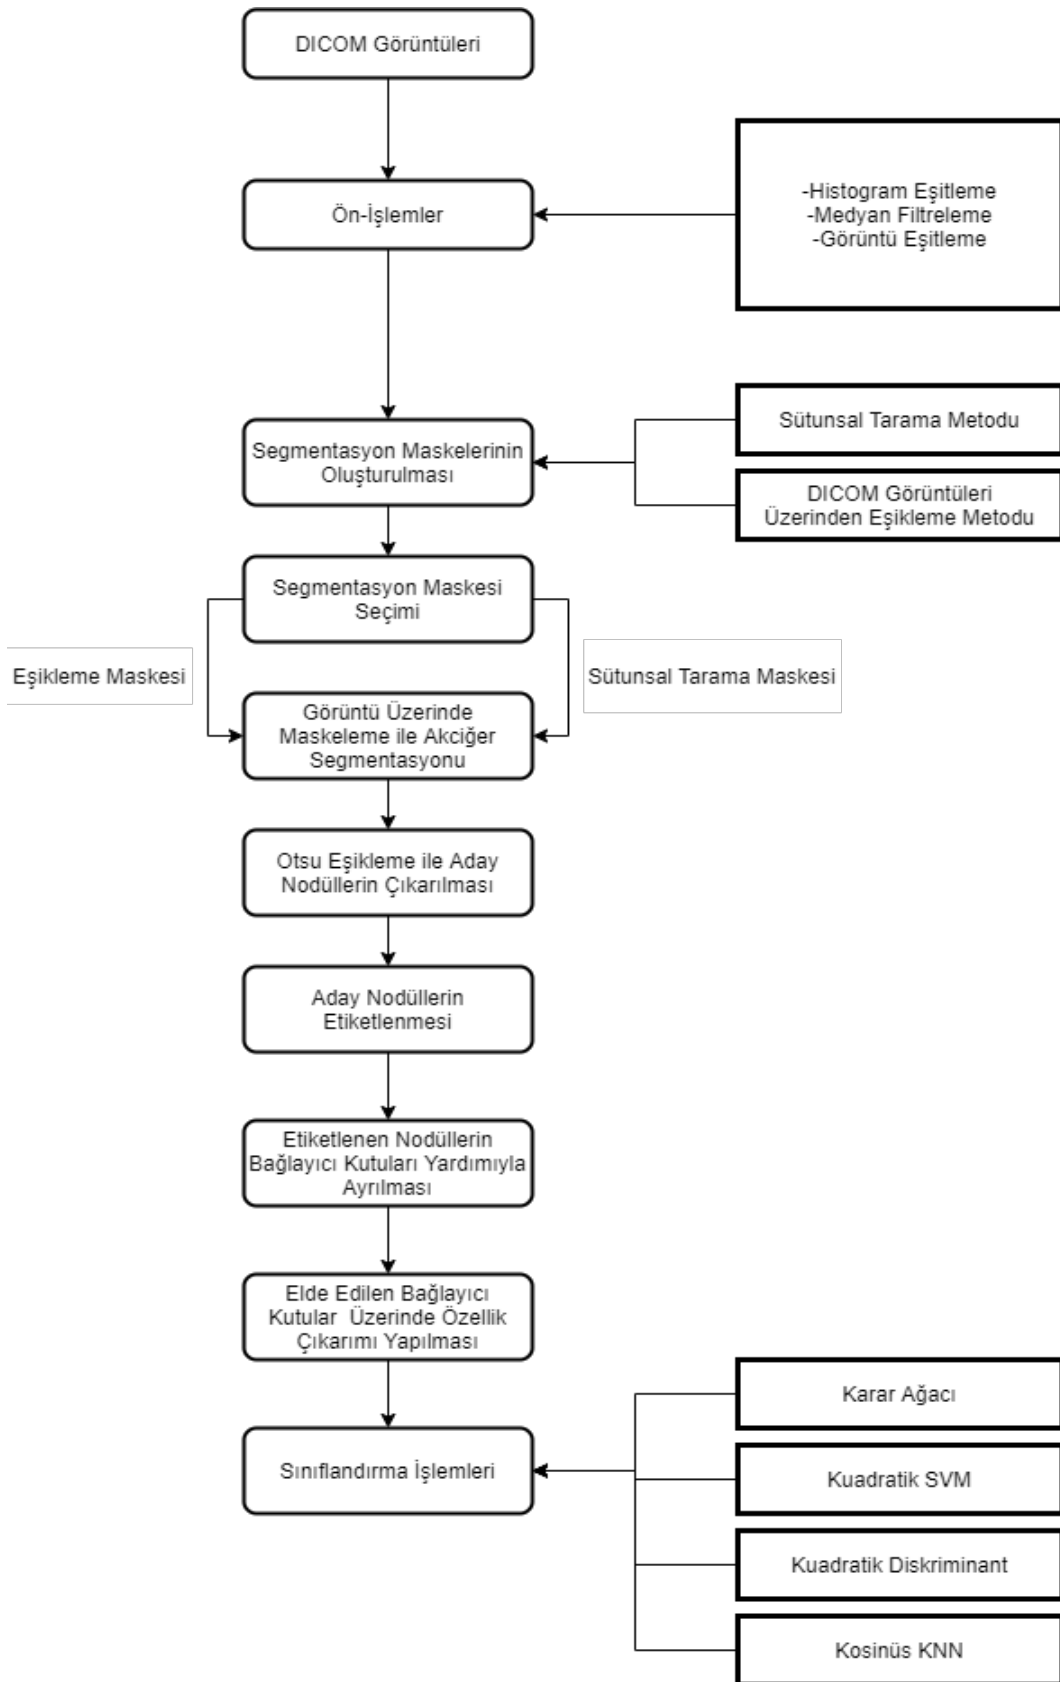 DICOM Görüntüleri
Ön-İşlemler
-Histogram Eşitleme
-Medyan Filtreleme
-Görüntü Eşitleme
Segmentasyon Maskelerinin
Oluşturulması
Sütunsal Tarama Metodu
DICOM Görüntüleri
Üzerinden Eşikleme Metodu
Segmentasyon Maskesi
Seçimi
Eşikleme Maskesi
Sütunsal Tarama Maskesi
Görüntü Üzerinde
Maskeleme ile Akciğer
Segmentasyonu
Otsu Eşikleme ile Aday
Nodüllerin Çıkarılması
Aday Nodüllerin
Etiketlenmesi
Etiketlenen Nodüllerin
Bağlayıcı Kutuları Yardımıyla
Ayrılması
Elde Edilen Bağlayıcı
Kutular Üzerinde Özellik
Çıkarımı Yapılması
Sınıflandırma İşlemleri
Karar Ağacı
Kuadratik SVM
Kuadratik Diskriminant
Kosinüs KNN